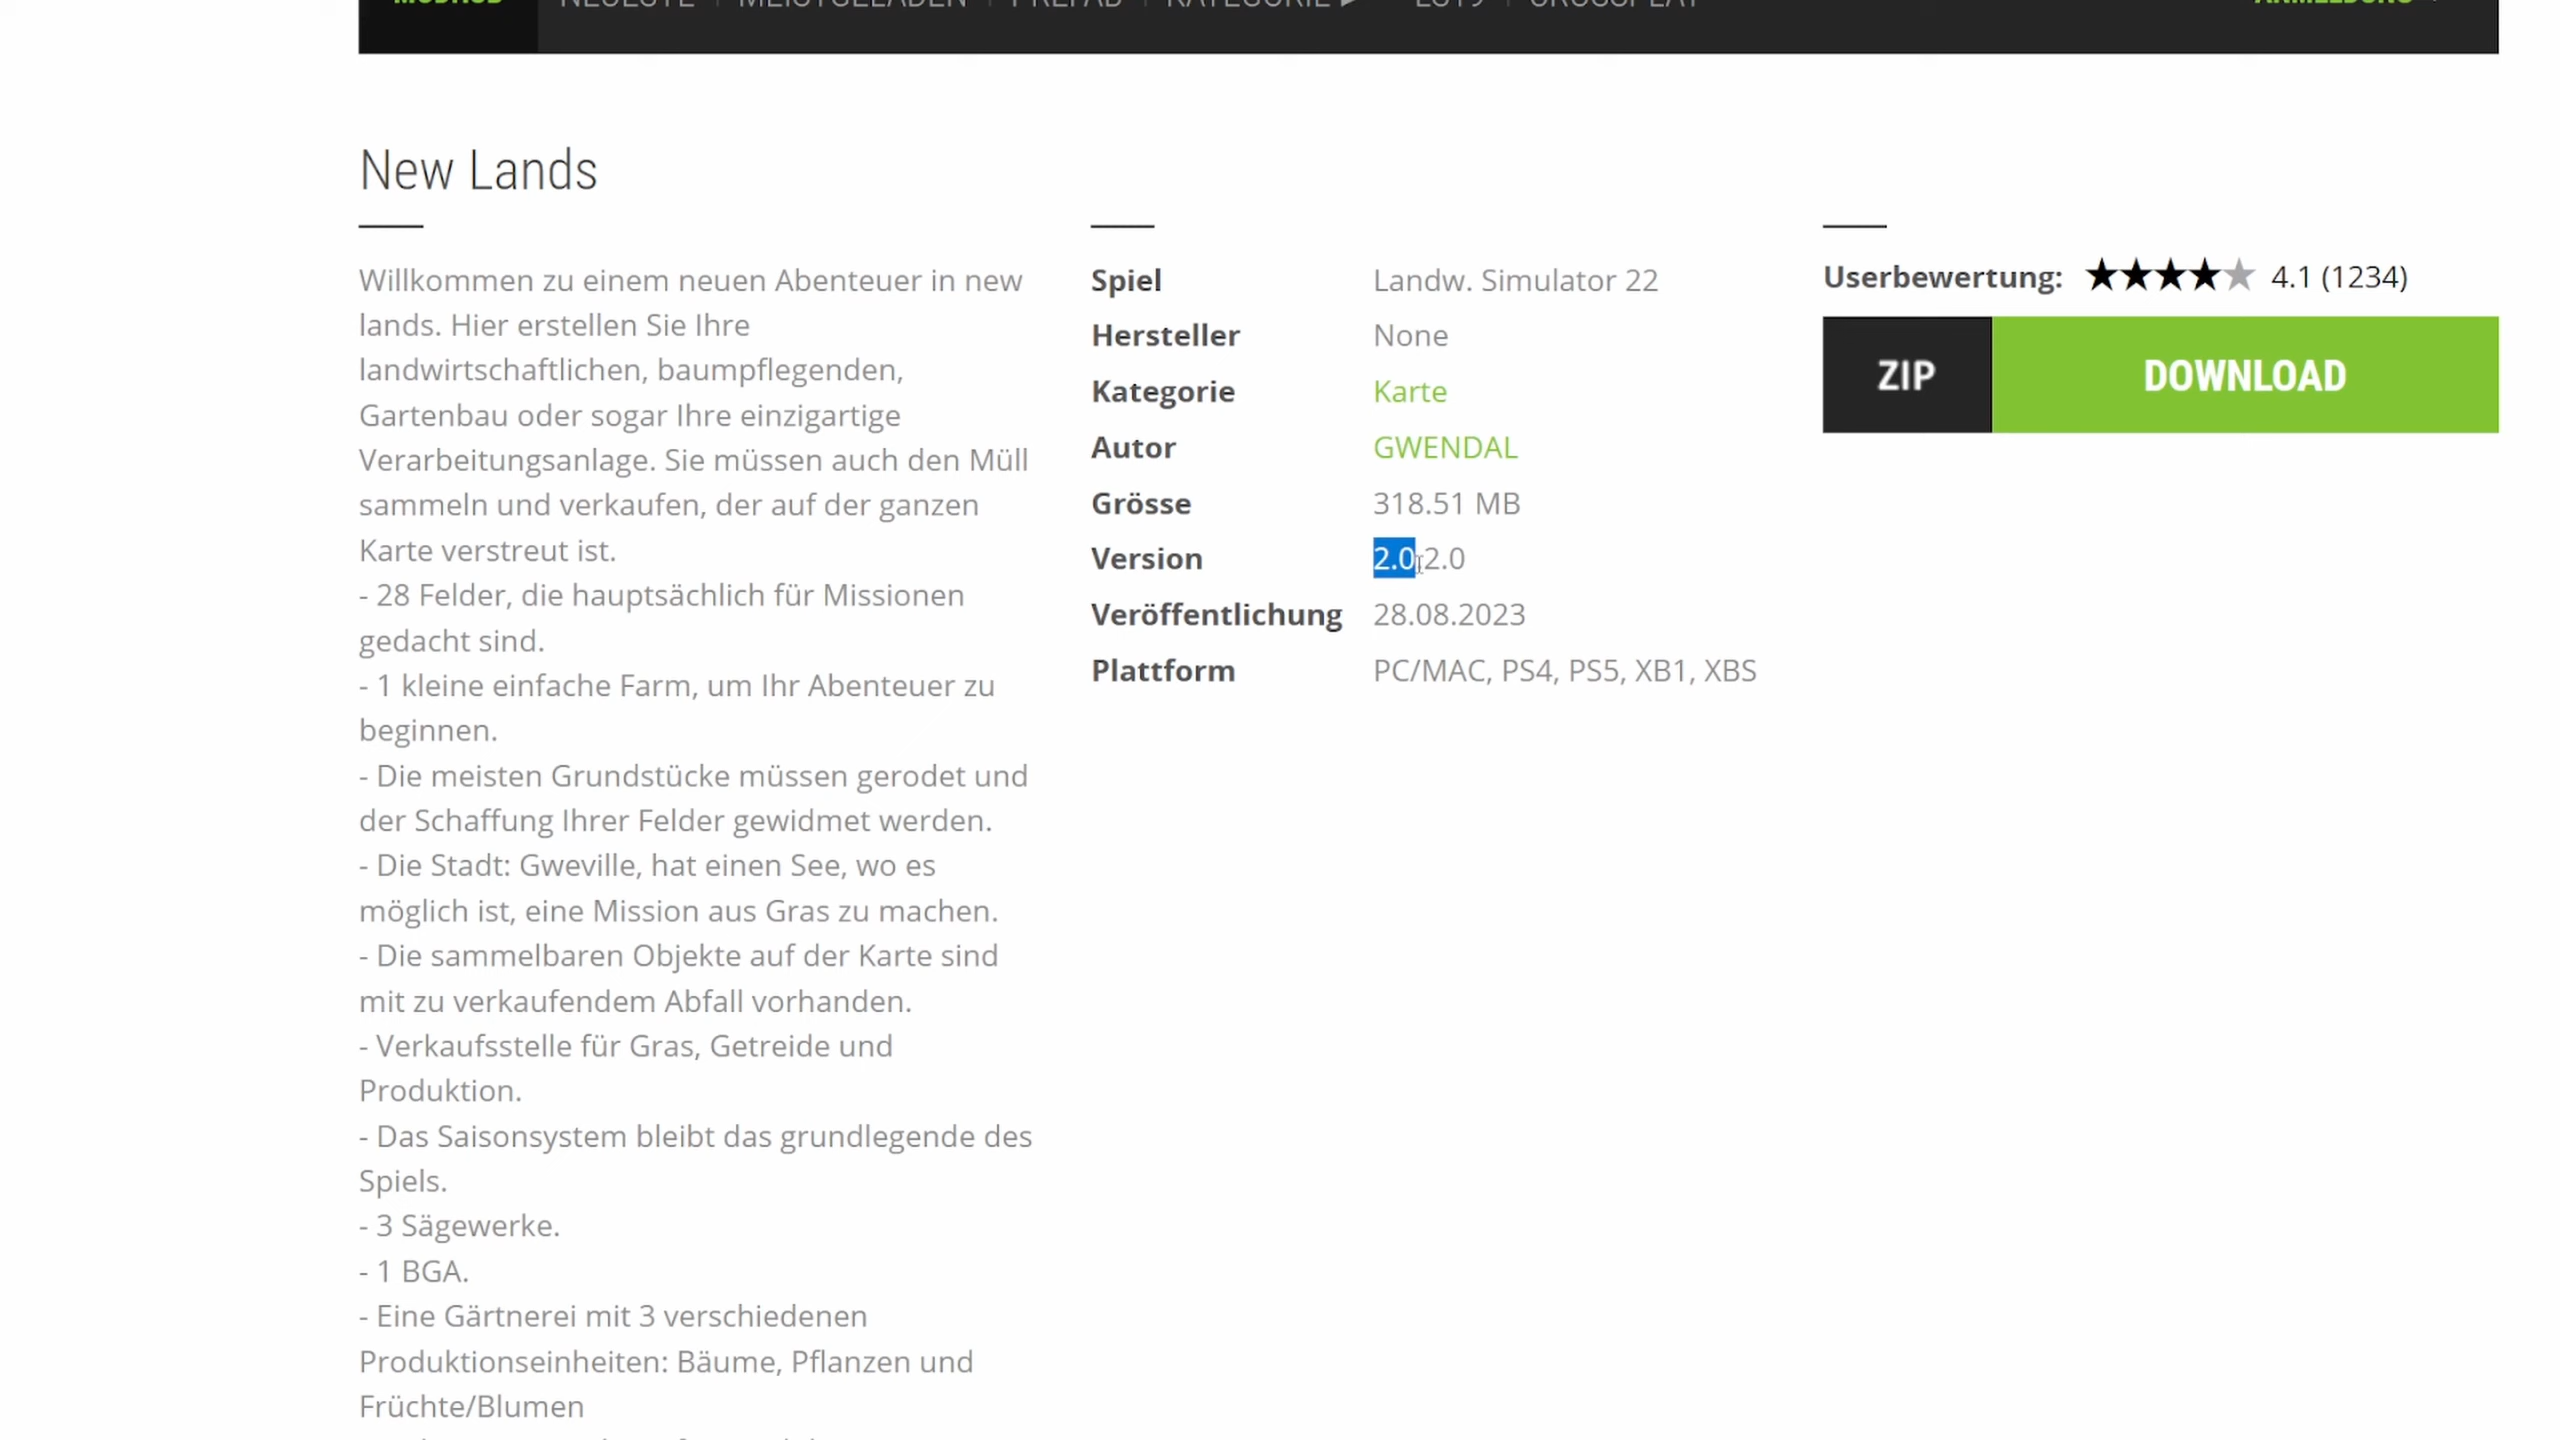 MODHUB NEUESTE MEISTGELADEN PREFAB KATEGORIE LS19 CROSSPLAY ANMELDUNG
New Lands
Willkommen zu einem neuen Abenteuer in new
lands. Hier erstellen Sie Ihre
landwirtschaftlichen, baumpflegenden,
Gartenbau oder sogar Ihre einzigartige
Verarbeitungsanlage. Sie müssen auch den Müll
sammeln und verkaufen, der auf der ganzen
Karte verstreut ist.
- 28 Felder, die hauptsächlich für Missionen
gedacht sind.
- 1 kleine einfache Farm, um Ihr Abenteuer zu
beginnen.
- Die meisten Grundstücke müssen gerodet und
der Schaffung Ihrer Felder gewidmet werden.
- Die Stadt: Gweville, hat einen See, wo es
möglich ist, eine Mission aus Gras zu machen.
- Die sammelbaren Objekte auf der Karte sind
mit zu verkaufendem Abfall vorhanden.
- Verkaufsstelle für Gras, Getreide und
Produktion.
- Das Saisonsystem bleibt das grundlegende des
Spiels.
- 3 Sägewerke.
- 1 BGA.
- Eine Gärtnerei mit 3 verschiedenen
Produktionseinheiten: Bäume, Pflanzen und
Früchte/Blumen
Spiel Landw. Simulator 22
Hersteller None
Kategorie Karte
Autor GWENDAL
Grösse 318.51 MB
Version 2.0.2.0
Veröffentlichung 28.08.2023
Plattform PC/MAC, PS4, PS5, XB1, XBS
Userbewertung: 4.1 (1234)
ZIP DOWNLOAD